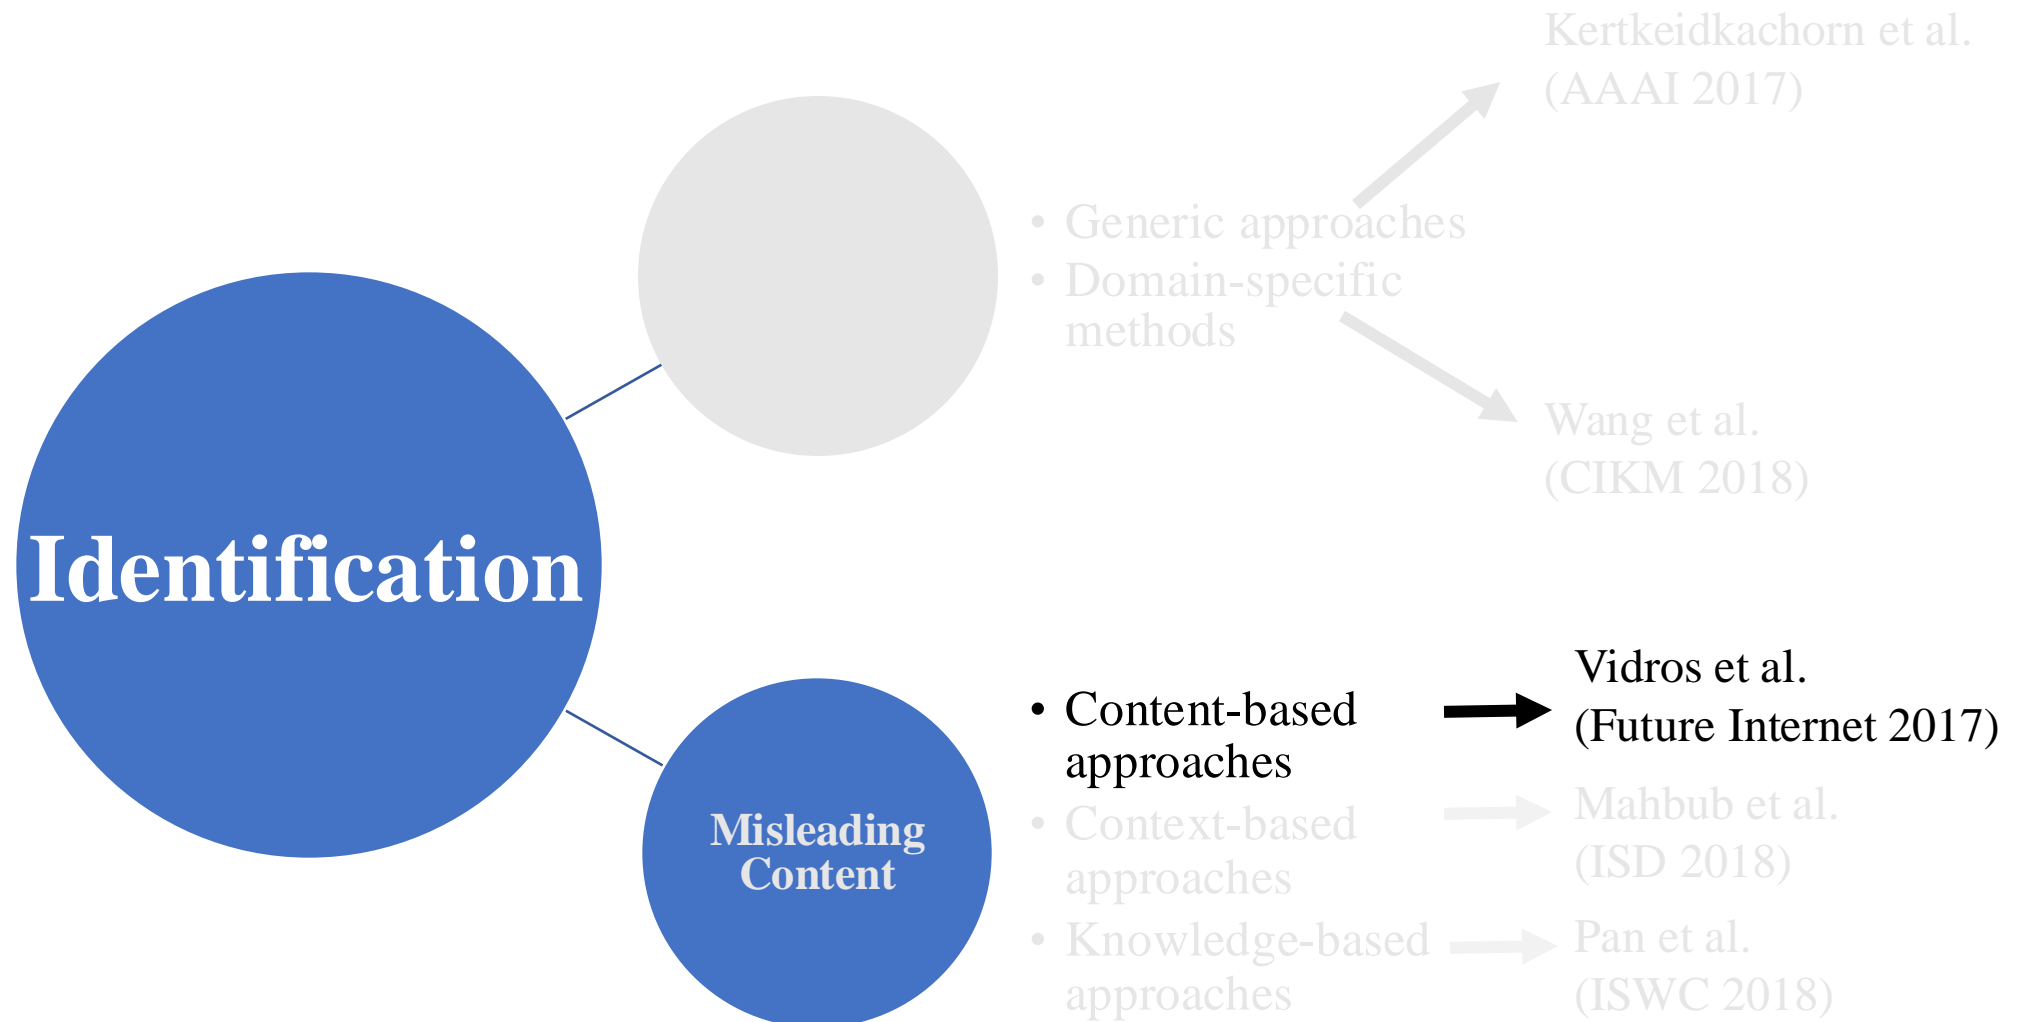 Kertkeidkachorn et al.
(AAAI 2017)
• Generic approaches
• Domain-specific
methods
Wang et al.
(CIKM 2018)
Identification
Misleading
Content
• Content-based
approaches
Vidros et al.
(Future Internet 2017)
• Context-based
approaches
Mahbub et al.
(ISD 2018)
• Knowledge-based
approaches
Pan et al.
(ISWC 2018)